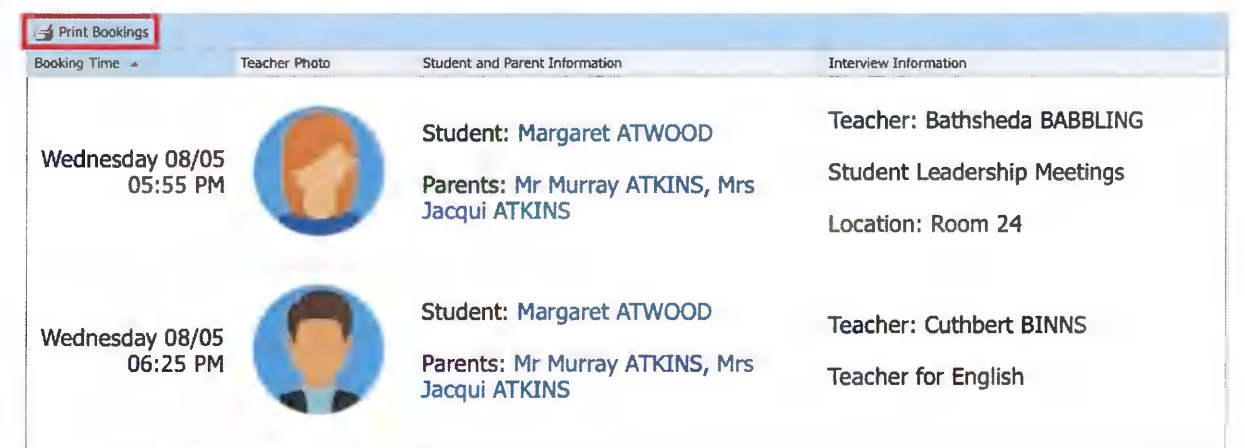 Print Bookings
Booking Time
Teacher Photo
Student and Parent Information
Interview Information
Wednesday 08/05
05:55 PM
Student: Margaret ATWOOD
Parents: Mr Murray ATKINS, Mrs
Jacqui ATKINS
Teacher: Bathsheda BABBLING
Student Leadership Meetings
Location: Room 24
Wednesday 08/05
06:25 PM
Student: Margaret ATWOOD
Parents: Mr Murray ATKINS, Mrs
Jacqui ATKINS
Teacher: Cuthbert BINNS
Teacher for English